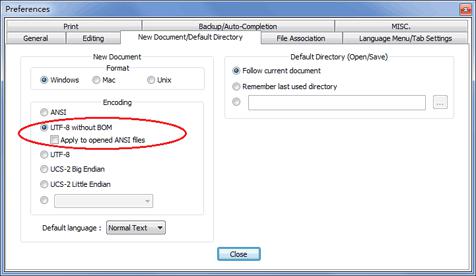 Preferences
Print
Backup/Auto-Completion
MISC.
General
Editing
New Document/Default Directory
File Association
Language Menu/Tab Settings
New Document
Format
Windows
Mac
Unix
Encoding
ANSI
UTF-8 without BOM
Apply to opened ANSI files
UTF-8
UCS-2 Big Endian
UCS-2 Little Endian
Default language :
Normal Text
Default Directory (Open/Save)
Follow current document
Remember last used directory
...
Close